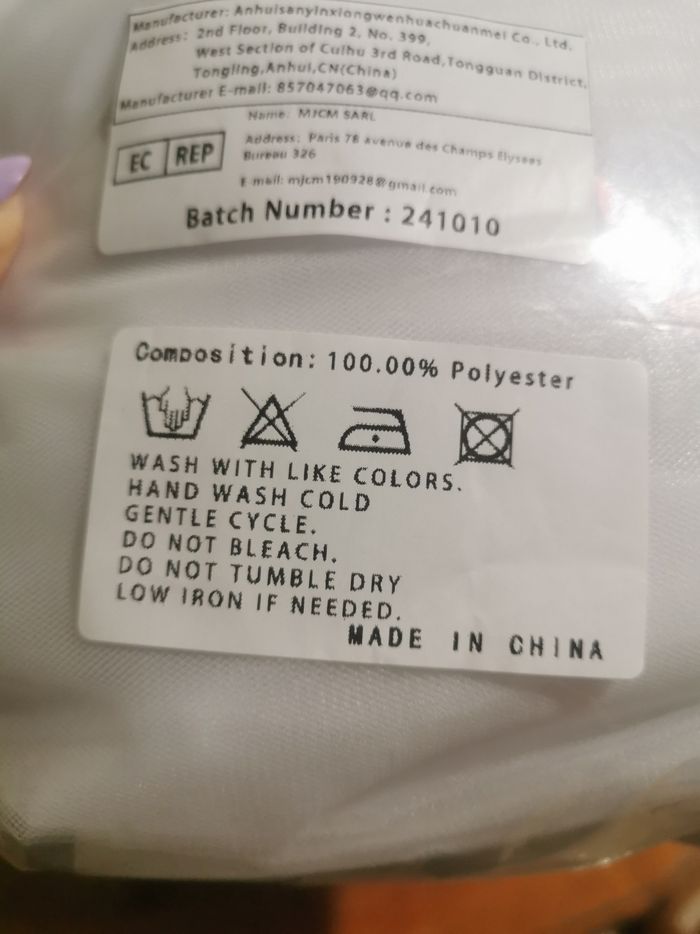 Manufacturer: Anhuisanyinxiongwenhuachuanmei Co., Ltd.
Address: 2nd Floor, Building 2, No. 399,
West Section of Cuihu 3rd Road,Tongguan District,
Tongling,Anhui,CN(China)
Manufacturer E-mail: 857047063@qq.com
EC REP
Name: MJCM SARL
Address: Paris 78 avenue des Champs Elysees
Bureau 326
E-mail: mjcm190928@gmail.com
Batch Number : 241010
Composition: 100.00% Polyester
WASH WITH LIKE COLORS.
HAND WASH COLD
GENTLE CYCLE.
DO NOT BLEACH.
DO NOT TUMBLE DRY
LOW IRON IF NEEDED.
MADE IN CHINA